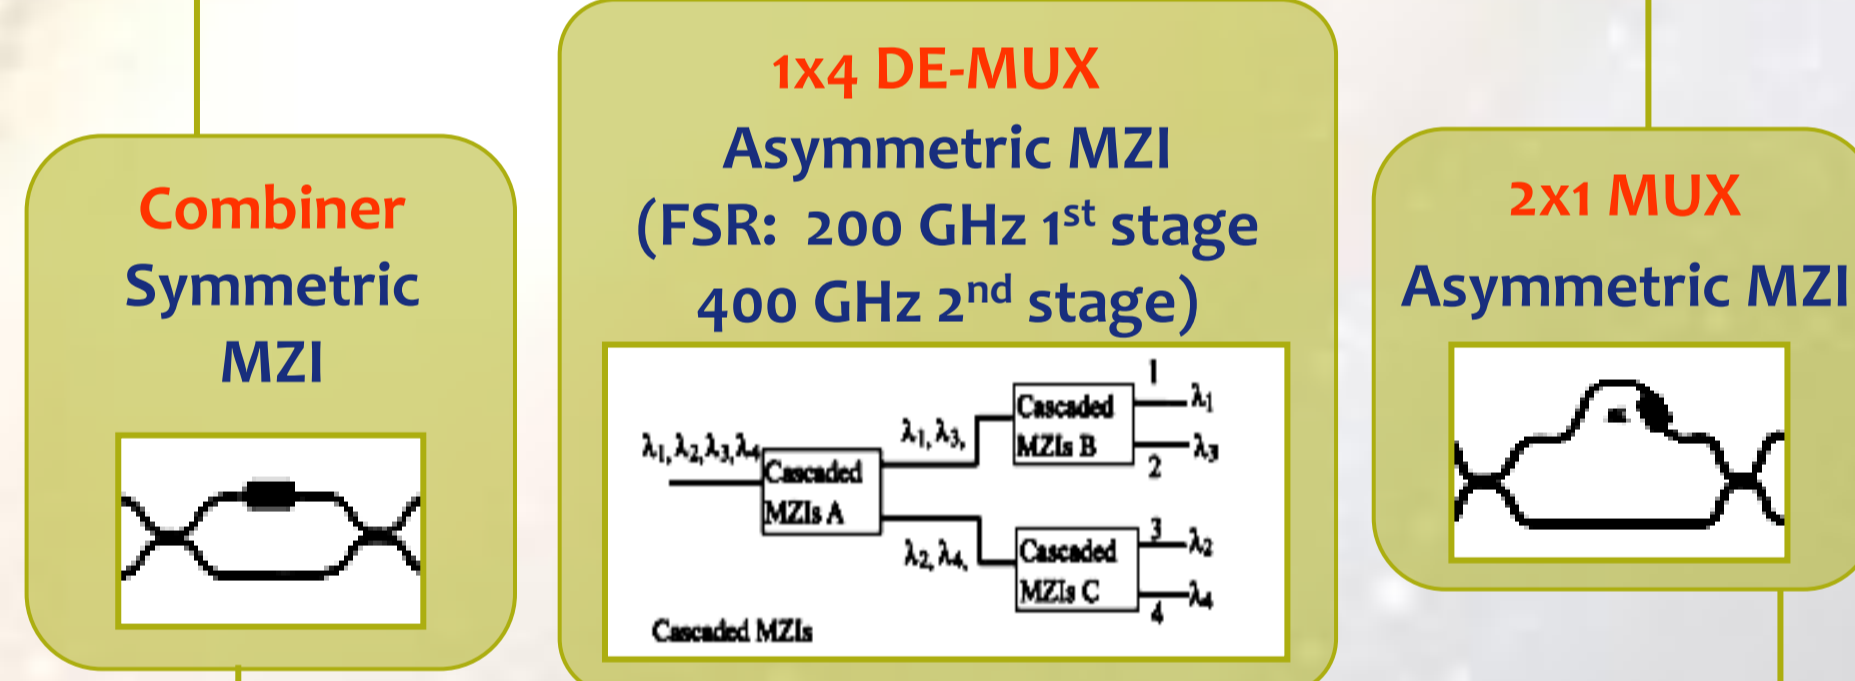 Combiner
Symmetric
MZI
1x4 DE-MUX
Asymmetric MZI
(FSR: 200 GHz 1st stage
400 GHz 2nd stage)
λ1, λ2,λ3,λ4
Cascaded
MZIs A
λ1, λ3,
λ2, λ4,
Cascaded
MZIs B
1
λ1
2
λ3
Cascaded
MZIs C
3
λ2
4
λ4
Cascaded MZIs
2x1 MUX
Asymmetric MZI